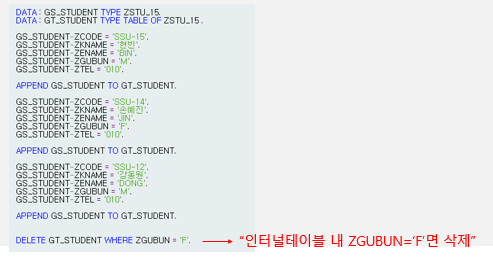 DATA : GS_STUDENT TYPE ZSTU_15.
DATA : GT_STUDENT TYPE TABLE OF ZSTU_15 .
GS_STUDENT-ZCODE = 'SSU-15'.
GS_STUDENT-ZKNAME = '현빈'.
GS_STUDENT-ZENAME = 'BIN'.
GS_STUDENT-ZGUBUN = 'M'.
GS_STUDENT-ZTEL = '010'.
APPEND GS_STUDENT TO GT_STUDENT.
GS_STUDENT-ZCODE = 'SSU-14'.
GS_STUDENT-ZKNAME = '손예진'.
GS_STUDENT-ZENAME = 'JIN'.
GS_STUDENT-ZGUBUN = 'F'.
GS_STUDENT-ZTEL = '010'.
APPEND GS_STUDENT TO GT_STUDENT.
GS_STUDENT-ZCODE = 'SSU-12'.
GS_STUDENT-ZKNAME = '강동원'.
GS_STUDENT-ZENAME = 'DONG'.
GS_STUDENT-ZGUBUN = 'M'.
GS_STUDENT-ZTEL = '010'.
APPEND GS_STUDENT TO GT_STUDENT.
DELETE GT_STUDENT WHERE ZGUBUN = 'F'. “인터널테이블 내 ZGUBUN=‘F’면 삭제”